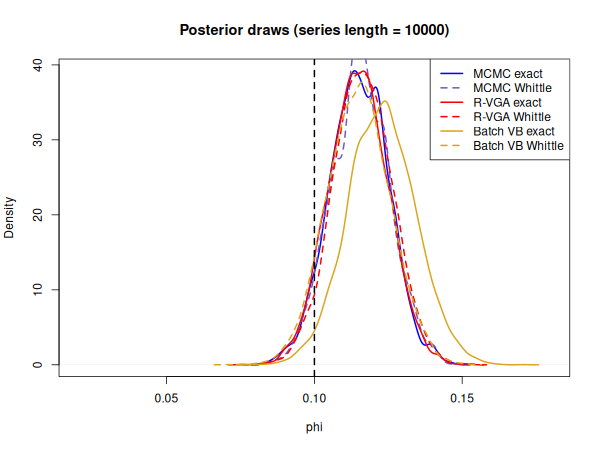 Posterior draws (series length = 10000)
MCMC exact
MCMC Whittle
R-VGA exact
R-VGA Whittle
Batch VB exact
Batch VB Whittle
Density
0
10
20
30
40
0.05
0.10
0.15
phi